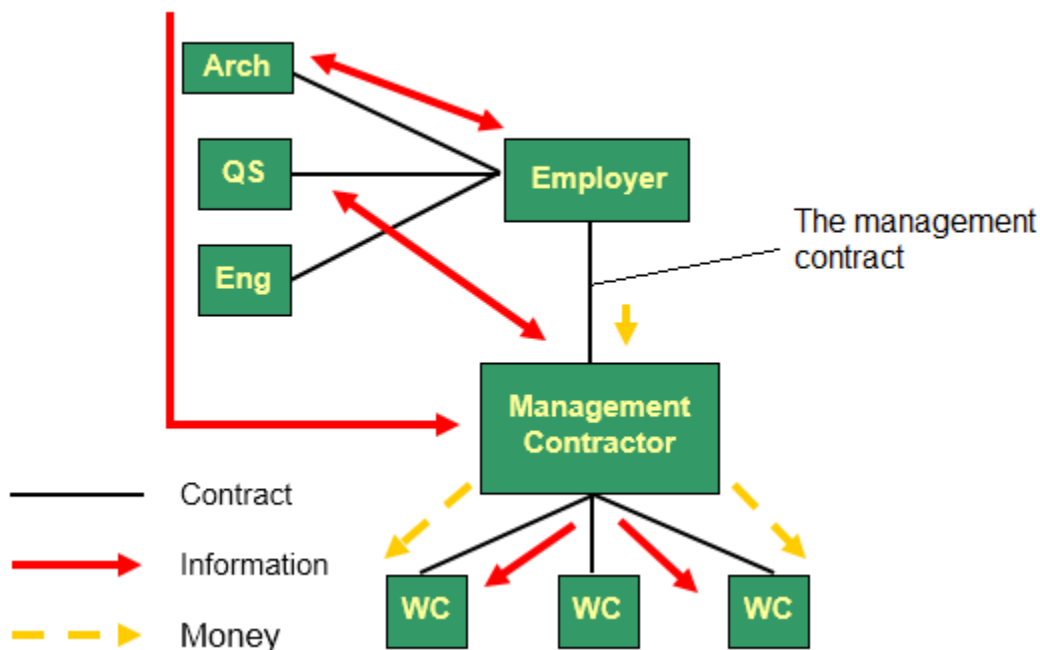 Arch
QS
Employer
Eng
The management
contract
Management
Contractor
Contract
Information
WC
WC
WC
Money